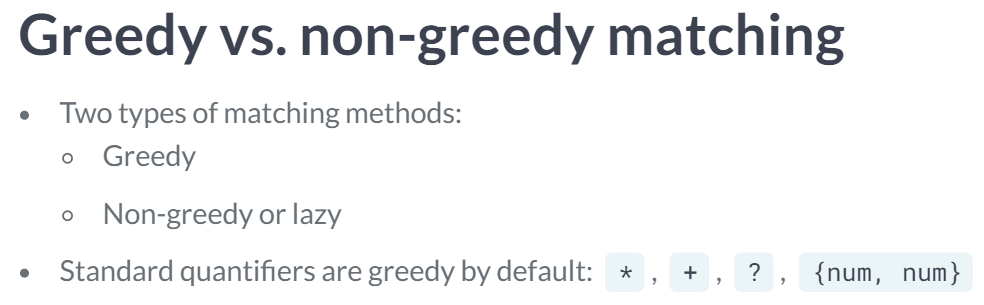 Greedy vs. non-greedy matching
• Two types of matching methods:
○ Greedy
○ Non-greedy or lazy
• Standard quantifiers are greedy by default: * , + , ? , {num, num}